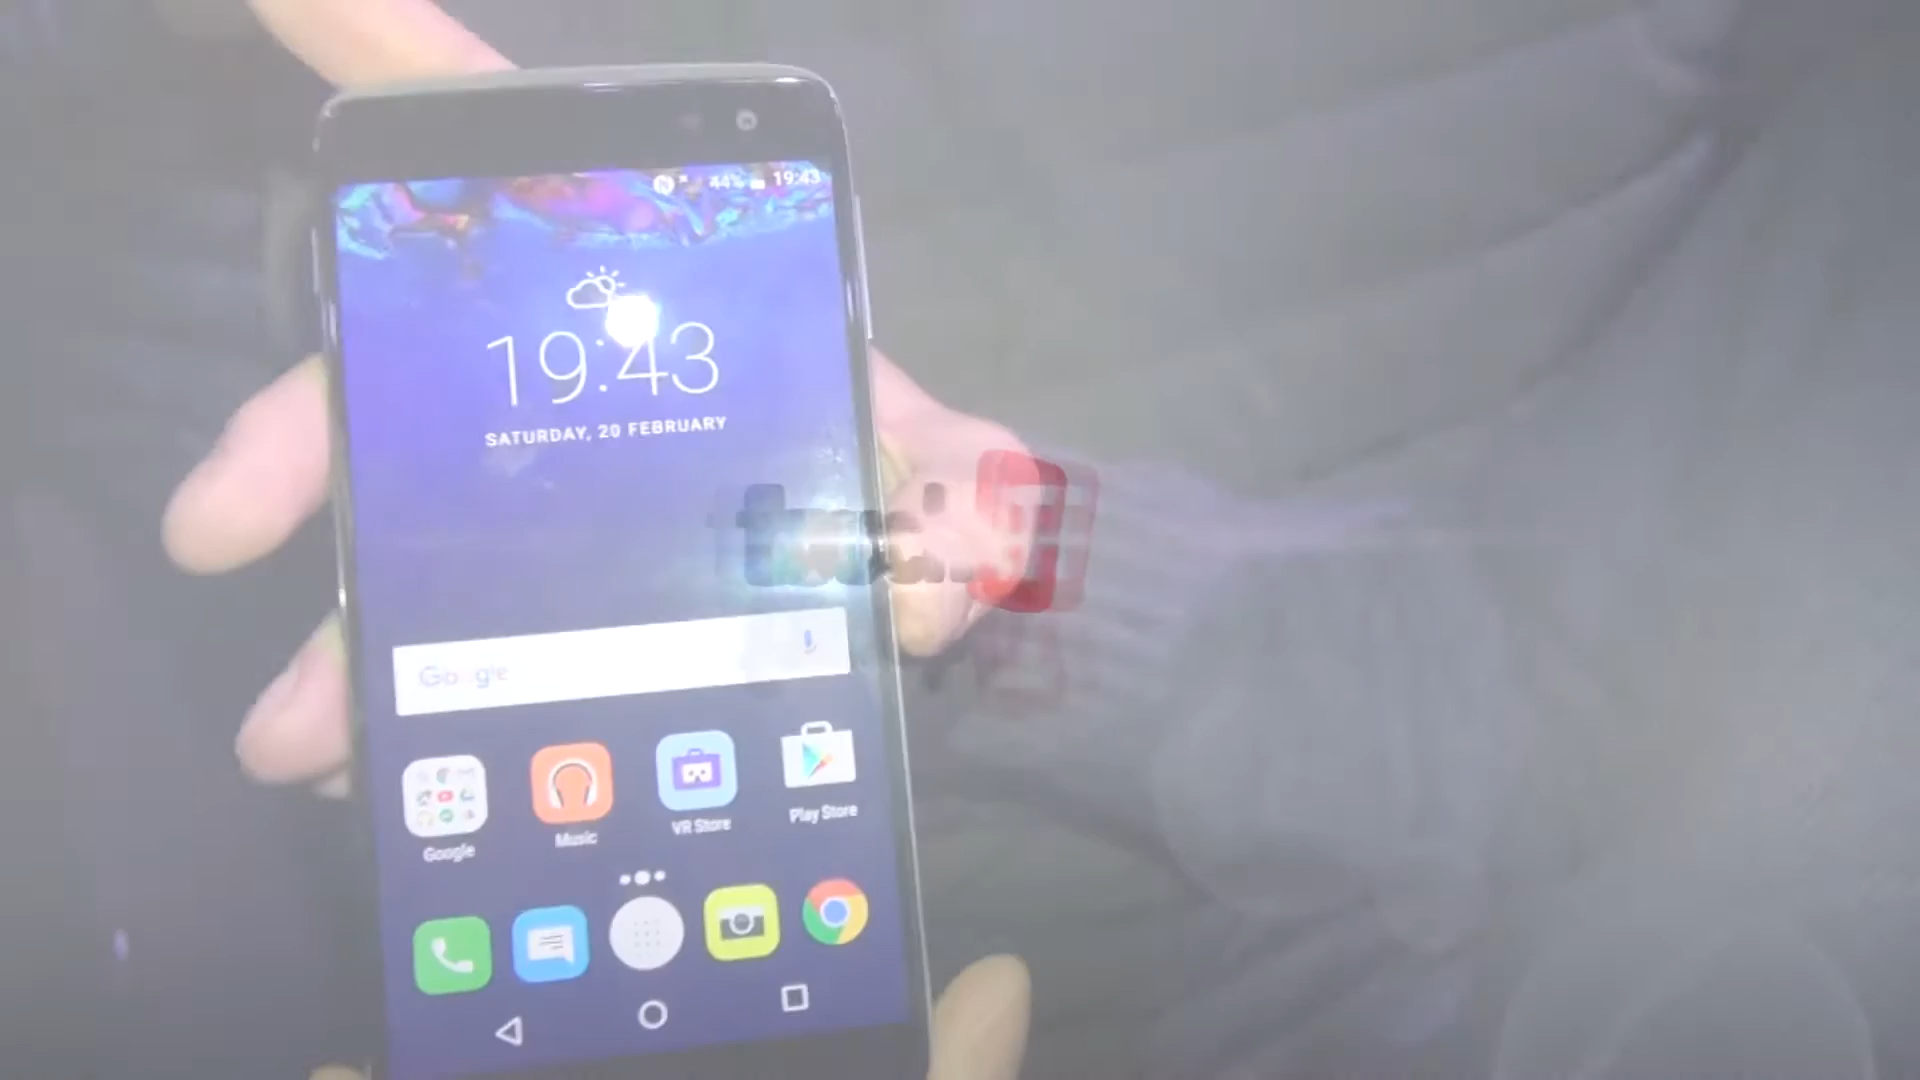 44% 19:43
19:43
SATURDAY, 20 FEBRUARY
Google
Google
Music
VR Store
Play Store